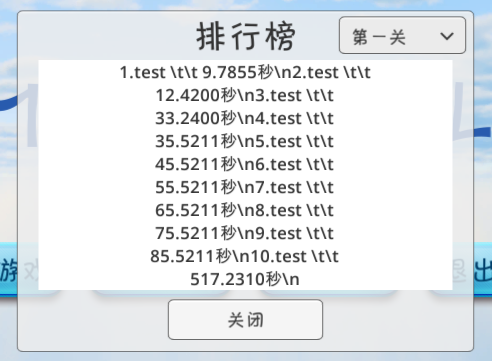 排行榜
第一关
1.test \t\t 9.7855秒\n2.test \t\t
12.4200秒\n3.test \t\t
33.2400秒\n4.test \t\t
35.5211秒\n5.test \t\t
45.5211秒\n6.test \t\t
55.5211秒\n7.test \t\t
65.5211秒\n8.test \t\t
75.5211秒\n9.test \t\t
85.5211秒\n10.test \t\t
517.2310秒\n
游戏
退出
关闭